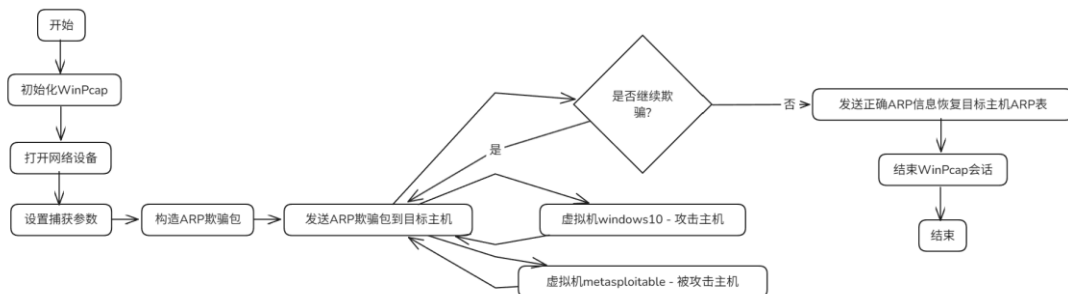 开始
初始化WinPcap
打开网络设备
设置捕获参数
构造ARP欺骗包
发送ARP欺骗包到目标主机
是否继续欺
骗?
是
虚拟机windows10 - 攻击主机
虚拟机metasploitable - 被攻击主机
否
发送正确ARP信息恢复目标主机ARP表
结束WinPcap会话
结束